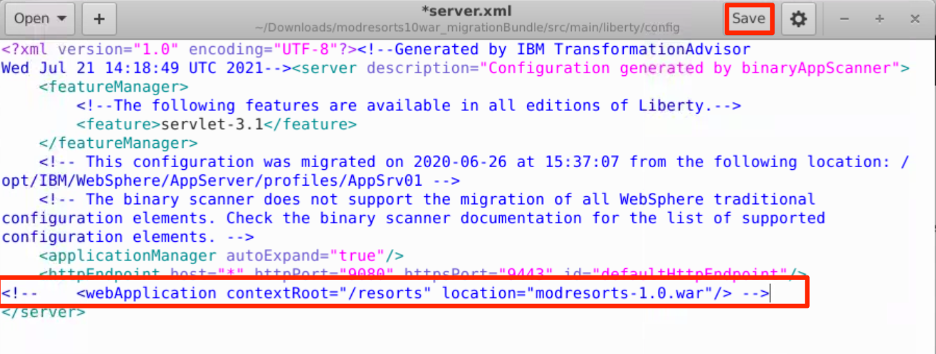 Open
+
*server.xml
~/Downloads/modresorts10war_migrationBundle/src/main/liberty/config
Save
<?xml version="1.0" encoding="UTF-8"?><!--Generated by IBM TransformationAdvisor
Wed Jul 21 14:18:49 UTC 2021--><server description="Configuration generated by binaryAppScanner">
    <featureManager>
        <!--The following features are available in all editions of Liberty.-->
        <feature>servlet-3.1</feature>
    </featureManager>
    <!-- This configuration was migrated on 2020-06-26 at 15:37:07 from the following location: /
opt/IBM/WebSphere/AppServer/profiles/AppSrv01 -->
    <!-- The binary scanner does not support the migration of all WebSphere traditional
configuration elements. Check the binary scanner documentation for the list of supported
configuration elements. -->
    <applicationManager autoExpand="true"/>
    <httpEndpoint host="*" httpPort="9080" httpsPort="9443" id="defaultHttpEndpoint"/>
<!--    <webApplication contextRoot="/resorts" location="modresorts-1.0.war"/> -->
</server>